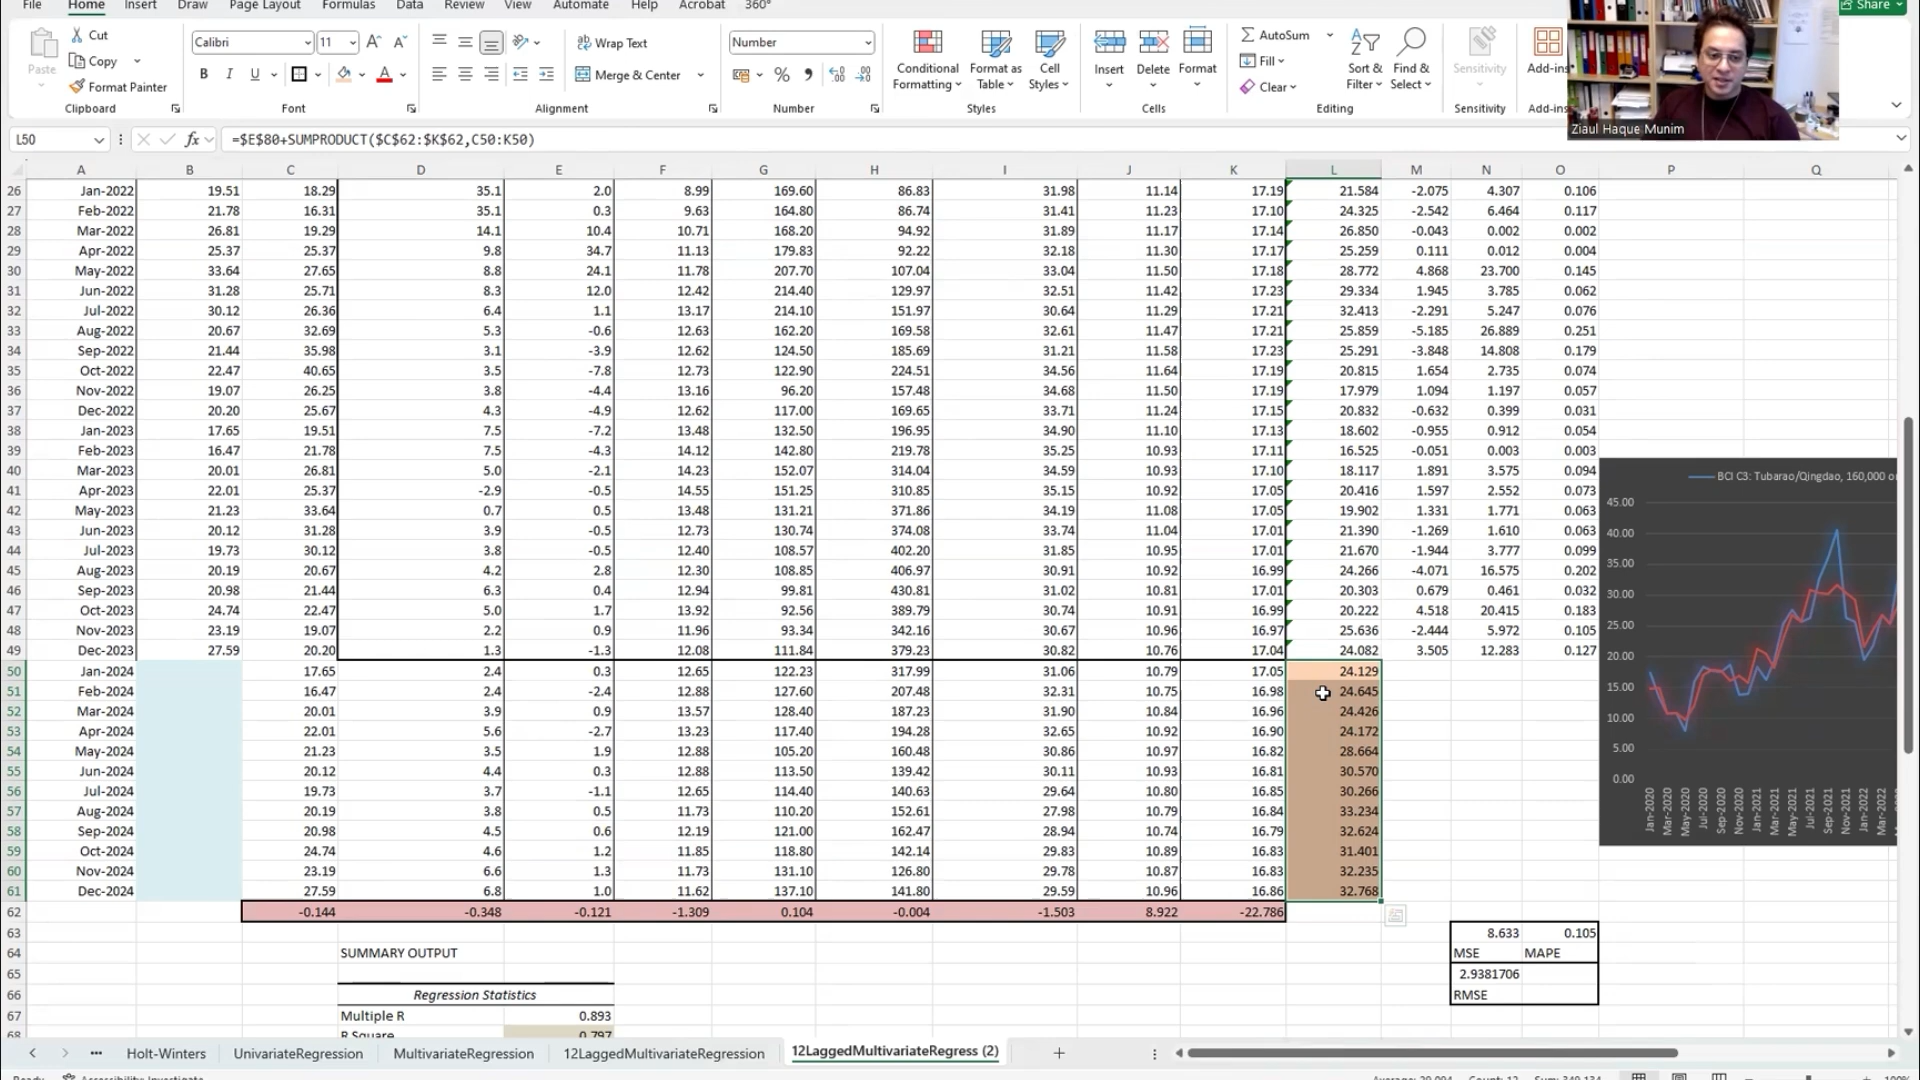 File Home Insert Draw Page Layout Formulas Data Review View Automate Help Acrobat 360° Share
Paste Cut Copy Format Painter Clipboard
Calibri 11 B I U A Font
Wrap Text Merge & Center Alignment
Number % Number
Conditional Formatting Format as Table Cell Styles Styles
Insert Delete Format Cells
AutoSum Fill Clear Sort & Filter Find & Select Editing
Sensitivity Sensitivity
Add-ins
Ziaul Haque Munim
L50 fx =$E$80+SUMPRODUCT($C$62:$K$62,C50:K50)
A B C D E F G H I J K L M N O P Q
26 Jan-2022 19.51 18.29 35.1 2.0 8.99 169.60 86.83 31.98 11.14 17.19 21.584 -2.075 4.307 0.106
27 Feb-2022 21.78 16.31 35.1 0.3 9.63 164.80 86.74 31.41 11.23 17.10 24.325 -2.542 6.464 0.117
28 Mar-2022 26.81 19.29 14.1 10.4 10.71 168.20 94.92 31.89 11.17 17.14 26.850 -0.043 0.002 0.002
29 Apr-2022 25.37 25.37 9.8 34.7 11.13 179.83 92.22 32.18 11.30 17.17 25.259 0.111 0.012 0.004
30 May-2022 33.64 27.65 8.8 24.1 11.78 207.70 107.04 33.04 11.50 17.18 28.772 4.868 23.700 0.145
31 Jun-2022 31.28 25.71 8.3 12.0 12.42 214.40 129.97 32.51 11.42 17.23 29.334 1.945 3.785 0.062
32 Jul-2022 30.12 26.36 6.4 1.1 13.17 214.10 151.97 30.64 11.29 17.21 32.413 -2.291 5.247 0.076
33 Aug-2022 20.67 32.69 5.3 -0.6 12.63 162.20 169.58 32.61 11.47 17.21 25.859 -5.185 26.889 0.251
34 Sep-2022 21.44 35.98 3.1 -3.9 12.62 124.50 185.69 31.21 11.58 17.23 25.291 -3.848 14.808 0.179
35 Oct-2022 22.47 40.65 3.5 -7.8 12.73 122.90 224.51 34.56 11.64 17.19 20.815 1.654 2.735 0.074
36 Nov-2022 19.07 26.25 3.8 -4.4 13.16 96.20 157.48 34.68 11.50 17.19 17.979 1.094 1.197 0.057
37 Dec-2022 20.20 25.67 4.3 -4.9 12.62 117.00 169.65 33.71 11.24 17.15 20.832 -0.632 0.399 0.031
38 Jan-2023 17.65 19.51 7.5 -7.2 13.48 132.50 196.95 34.90 11.10 17.13 18.602 -0.955 0.912 0.054
39 Feb-2023 16.47 21.78 7.5 -4.3 14.12 142.80 219.78 35.25 10.93 17.11 16.525 -0.051 0.003 0.003
40 Mar-2023 20.01 26.81 5.0 -2.1 14.23 152.07 314.04 34.59 10.93 17.10 18.117 1.891 3.575 0.094
41 Apr-2023 22.01 25.37 -2.9 -0.5 14.55 151.25 310.85 35.15 10.92 17.05 20.416 1.597 2.552 0.073
42 May-2023 21.23 33.64 0.7 0.5 13.48 131.21 371.86 34.19 11.08 17.05 19.902 1.331 1.771 0.063
43 Jun-2023 20.12 31.28 3.9 -0.5 12.73 130.74 374.08 33.74 11.04 17.01 21.390 -1.269 1.610 0.063
44 Jul-2023 19.73 30.12 3.8 -0.5 12.40 108.57 402.20 31.85 10.95 17.01 21.670 -1.944 3.777 0.099
45 Aug-2023 20.19 20.67 4.2 2.8 12.30 108.85 406.97 30.91 10.92 16.99 24.266 -4.071 16.575 0.202
46 Sep-2023 20.98 21.44 6.3 0.4 12.94 99.81 430.81 31.02 10.81 17.01 20.303 0.679 0.461 0.032
47 Oct-2023 24.74 22.47 5.0 1.7 13.92 92.56 389.79 30.74 10.91 16.99 20.222 4.518 20.415 0.183
48 Nov-2023 23.19 19.07 2.2 0.9 11.96 93.34 342.16 30.67 10.96 16.97 25.636 -2.444 5.972 0.105
49 Dec-2023 27.59 20.20 1.3 -1.3 12.08 111.84 379.23 30.82 10.76 17.04 24.082 3.505 12.283 0.127
50 Jan-2024 17.65 2.4 0.3 12.65 122.23 317.99 31.06 10.79 17.05 24.129
51 Feb-2024 16.47 2.4 -2.4 12.88 127.60 207.48 32.31 10.75 16.98 24.645
52 Mar-2024 20.01 3.9 0.9 13.57 128.40 187.23 31.90 10.84 16.96 24.426
53 Apr-2024 22.01 5.6 -2.7 13.23 117.40 194.28 32.65 10.92 16.90 24.172
54 May-2024 21.23 3.5 1.9 12.88 105.20 160.48 30.86 10.97 16.82 28.664
55 Jun-2024 20.12 4.4 0.3 12.88 113.50 139.42 30.11 10.93 16.81 30.570
56 Jul-2024 19.73 3.7 -1.1 12.65 114.40 140.63 29.64 10.80 16.85 30.266
57 Aug-2024 20.19 3.8 0.5 11.73 110.20 152.61 27.98 10.79 16.84 33.234
58 Sep-2024 20.98 4.5 0.6 12.19 121.00 162.47 28.94 10.74 16.79 32.624
59 Oct-2024 24.74 4.6 1.2 11.85 118.80 142.14 29.83 10.89 16.83 31.401
60 Nov-2024 23.19 6.6 1.3 11.73 131.10 126.80 29.78 10.87 16.83 32.235
61 Dec-2024 27.59 6.8 1.0 11.62 137.10 141.80 29.59 10.96 16.86 32.768
62 -0.144 -0.348 -0.121 -1.309 0.104 -0.004 -1.503 8.922 -22.786
63 8.633 0.105
64 SUMMARY OUTPUT MSE MAPE
65 2.9381706
66 Regression Statistics RMSE
67 Multiple R 0.893
68 R Square 0.797
BCI C3: Tubarao/Qingdao, 160,000
45.00
40.00
35.00
30.00
25.00
20.00
15.00
10.00
5.00
0.00
Jan-2020 Mar-2020 May-2020 Jul-2020 Sep-2020 Nov-2020 Jan-2021 Mar-2021 May-2021 Jul-2021 Sep-2021 Nov-2021 Jan-2022 Mar-2022
Holt-Winters UnivariateRegression MultivariateRegression 12LaggedMultivariateRegression 12LaggedMultivariateRegress (2)